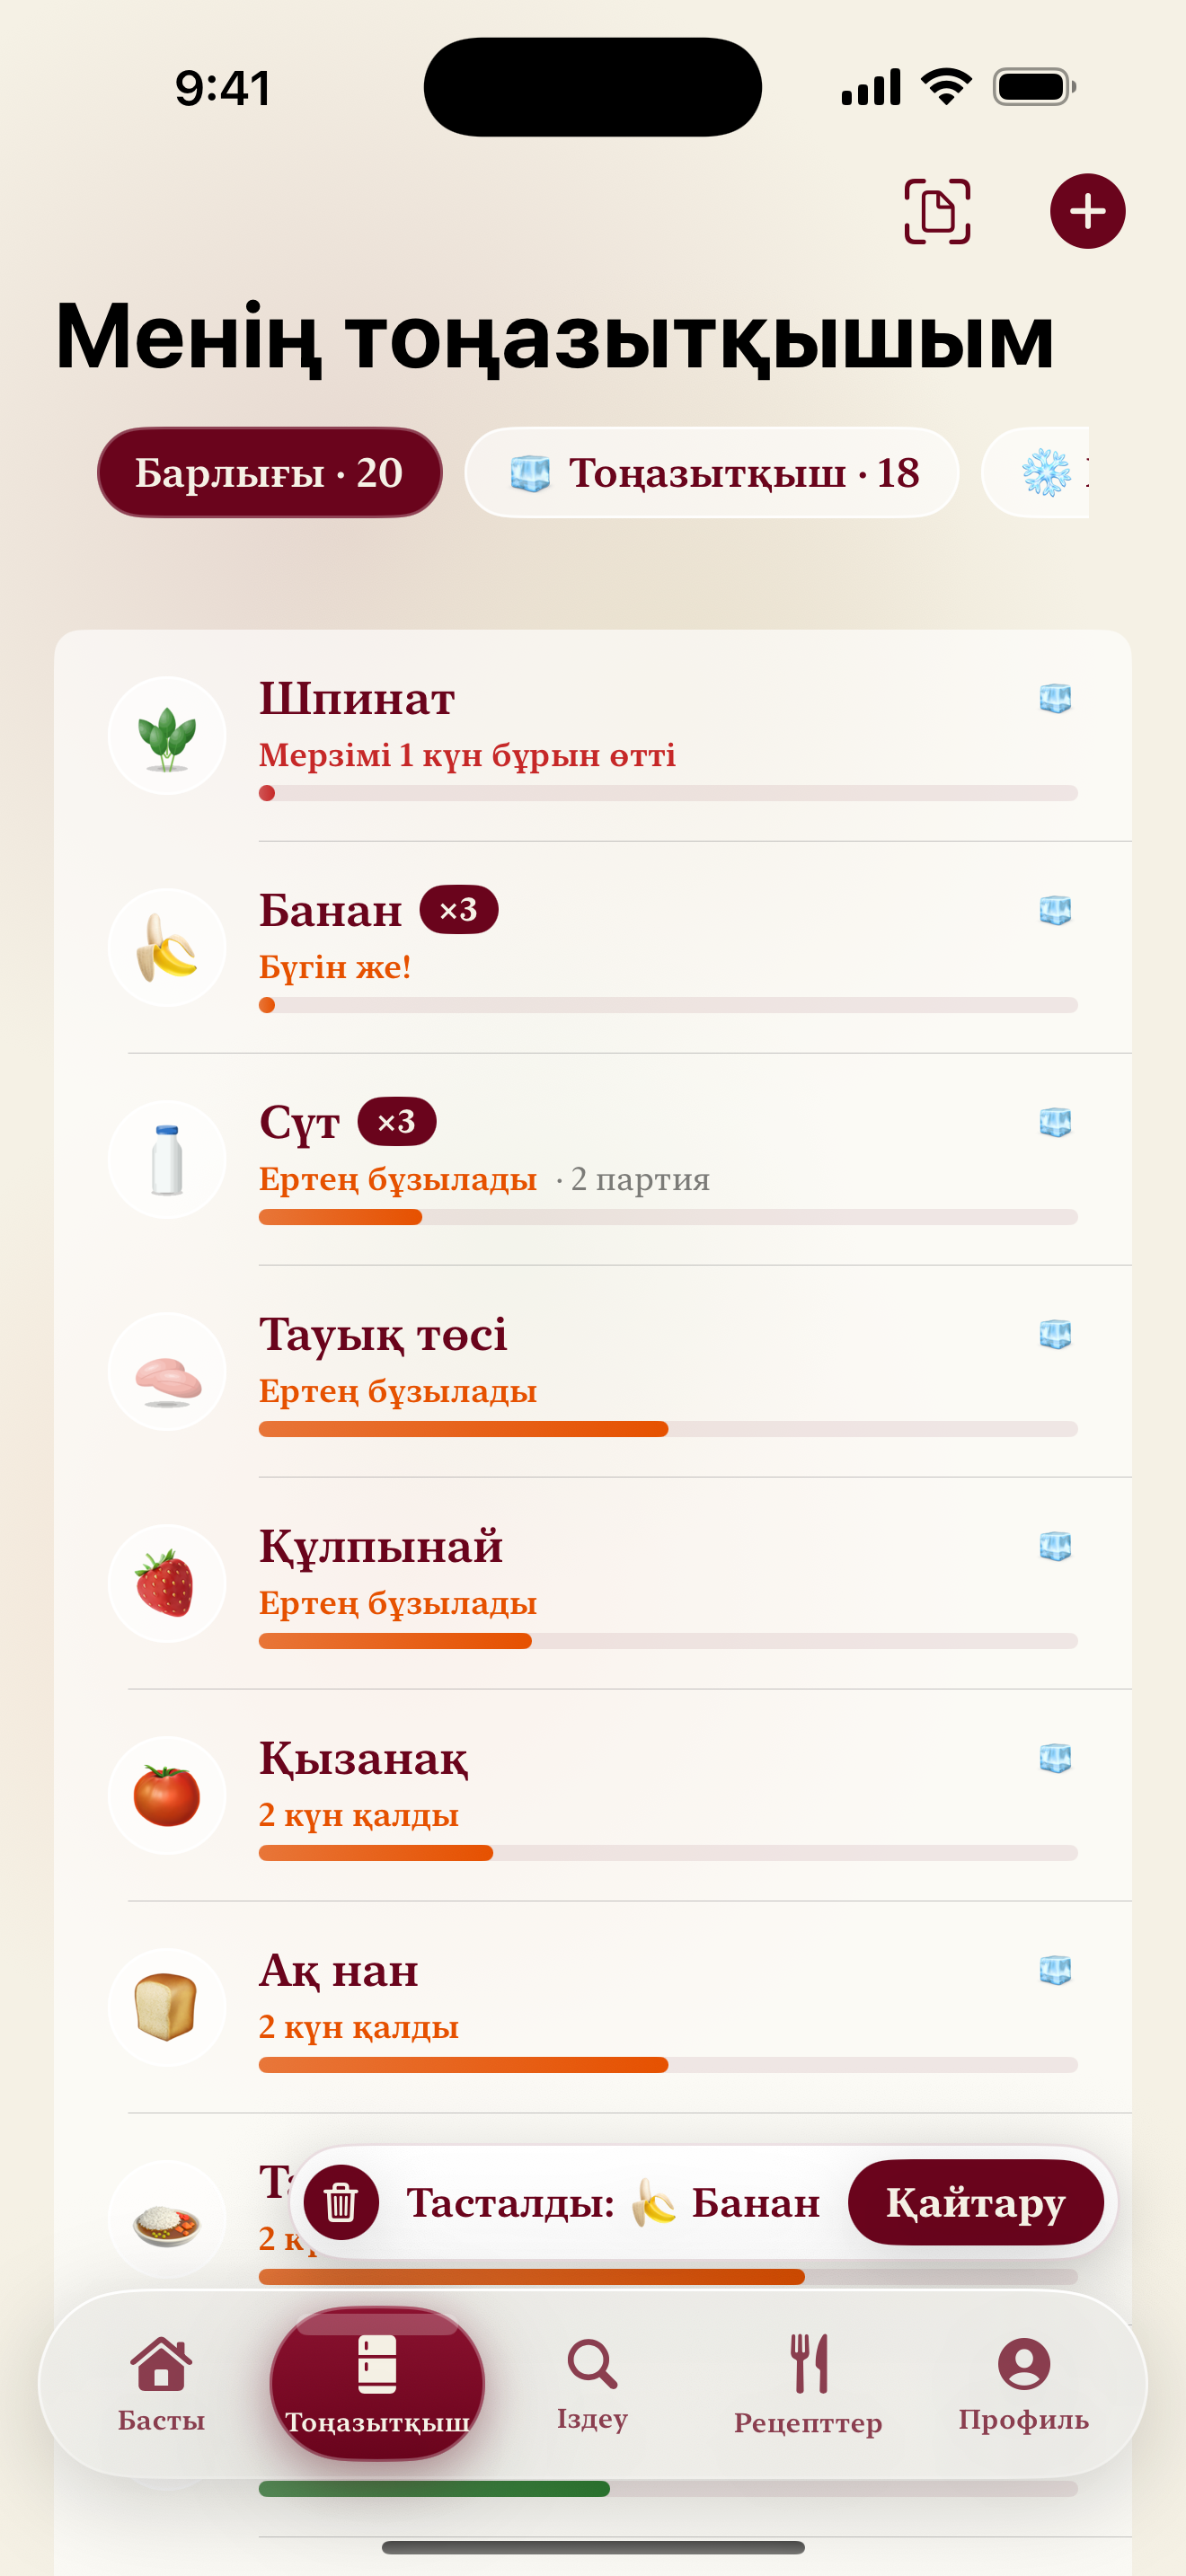 9:41
Менің тоңазытқышым
Барлығы · 20
Тоңазытқыш · 18
Шпинат
Мерзімі 1 күн бұрын өтті
Банан ×3
Бүгін же!
Сүт ×3
Ертең бұзылады · 2 партия
Тауық төсі
Ертең бұзылады
Құлпынай
Ертең бұзылады
Қызанақ
2 күн қалды
Ақ нан
2 күн қалды
Тасталды: Банан
Қайтару
Басты
Тоңазытқыш
Іздеу
Рецепттер
Профиль